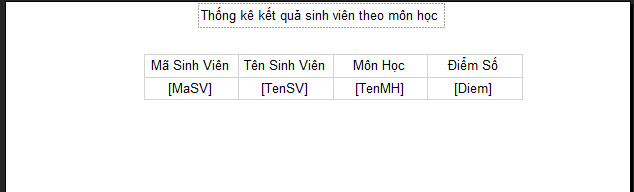 Thống kê kết quả sinh viên theo môn học
Mã Sinh Viên Tên Sinh Viên Môn Học Điểm Số
[MaSV] [TenSV] [TenMH] [Diem]